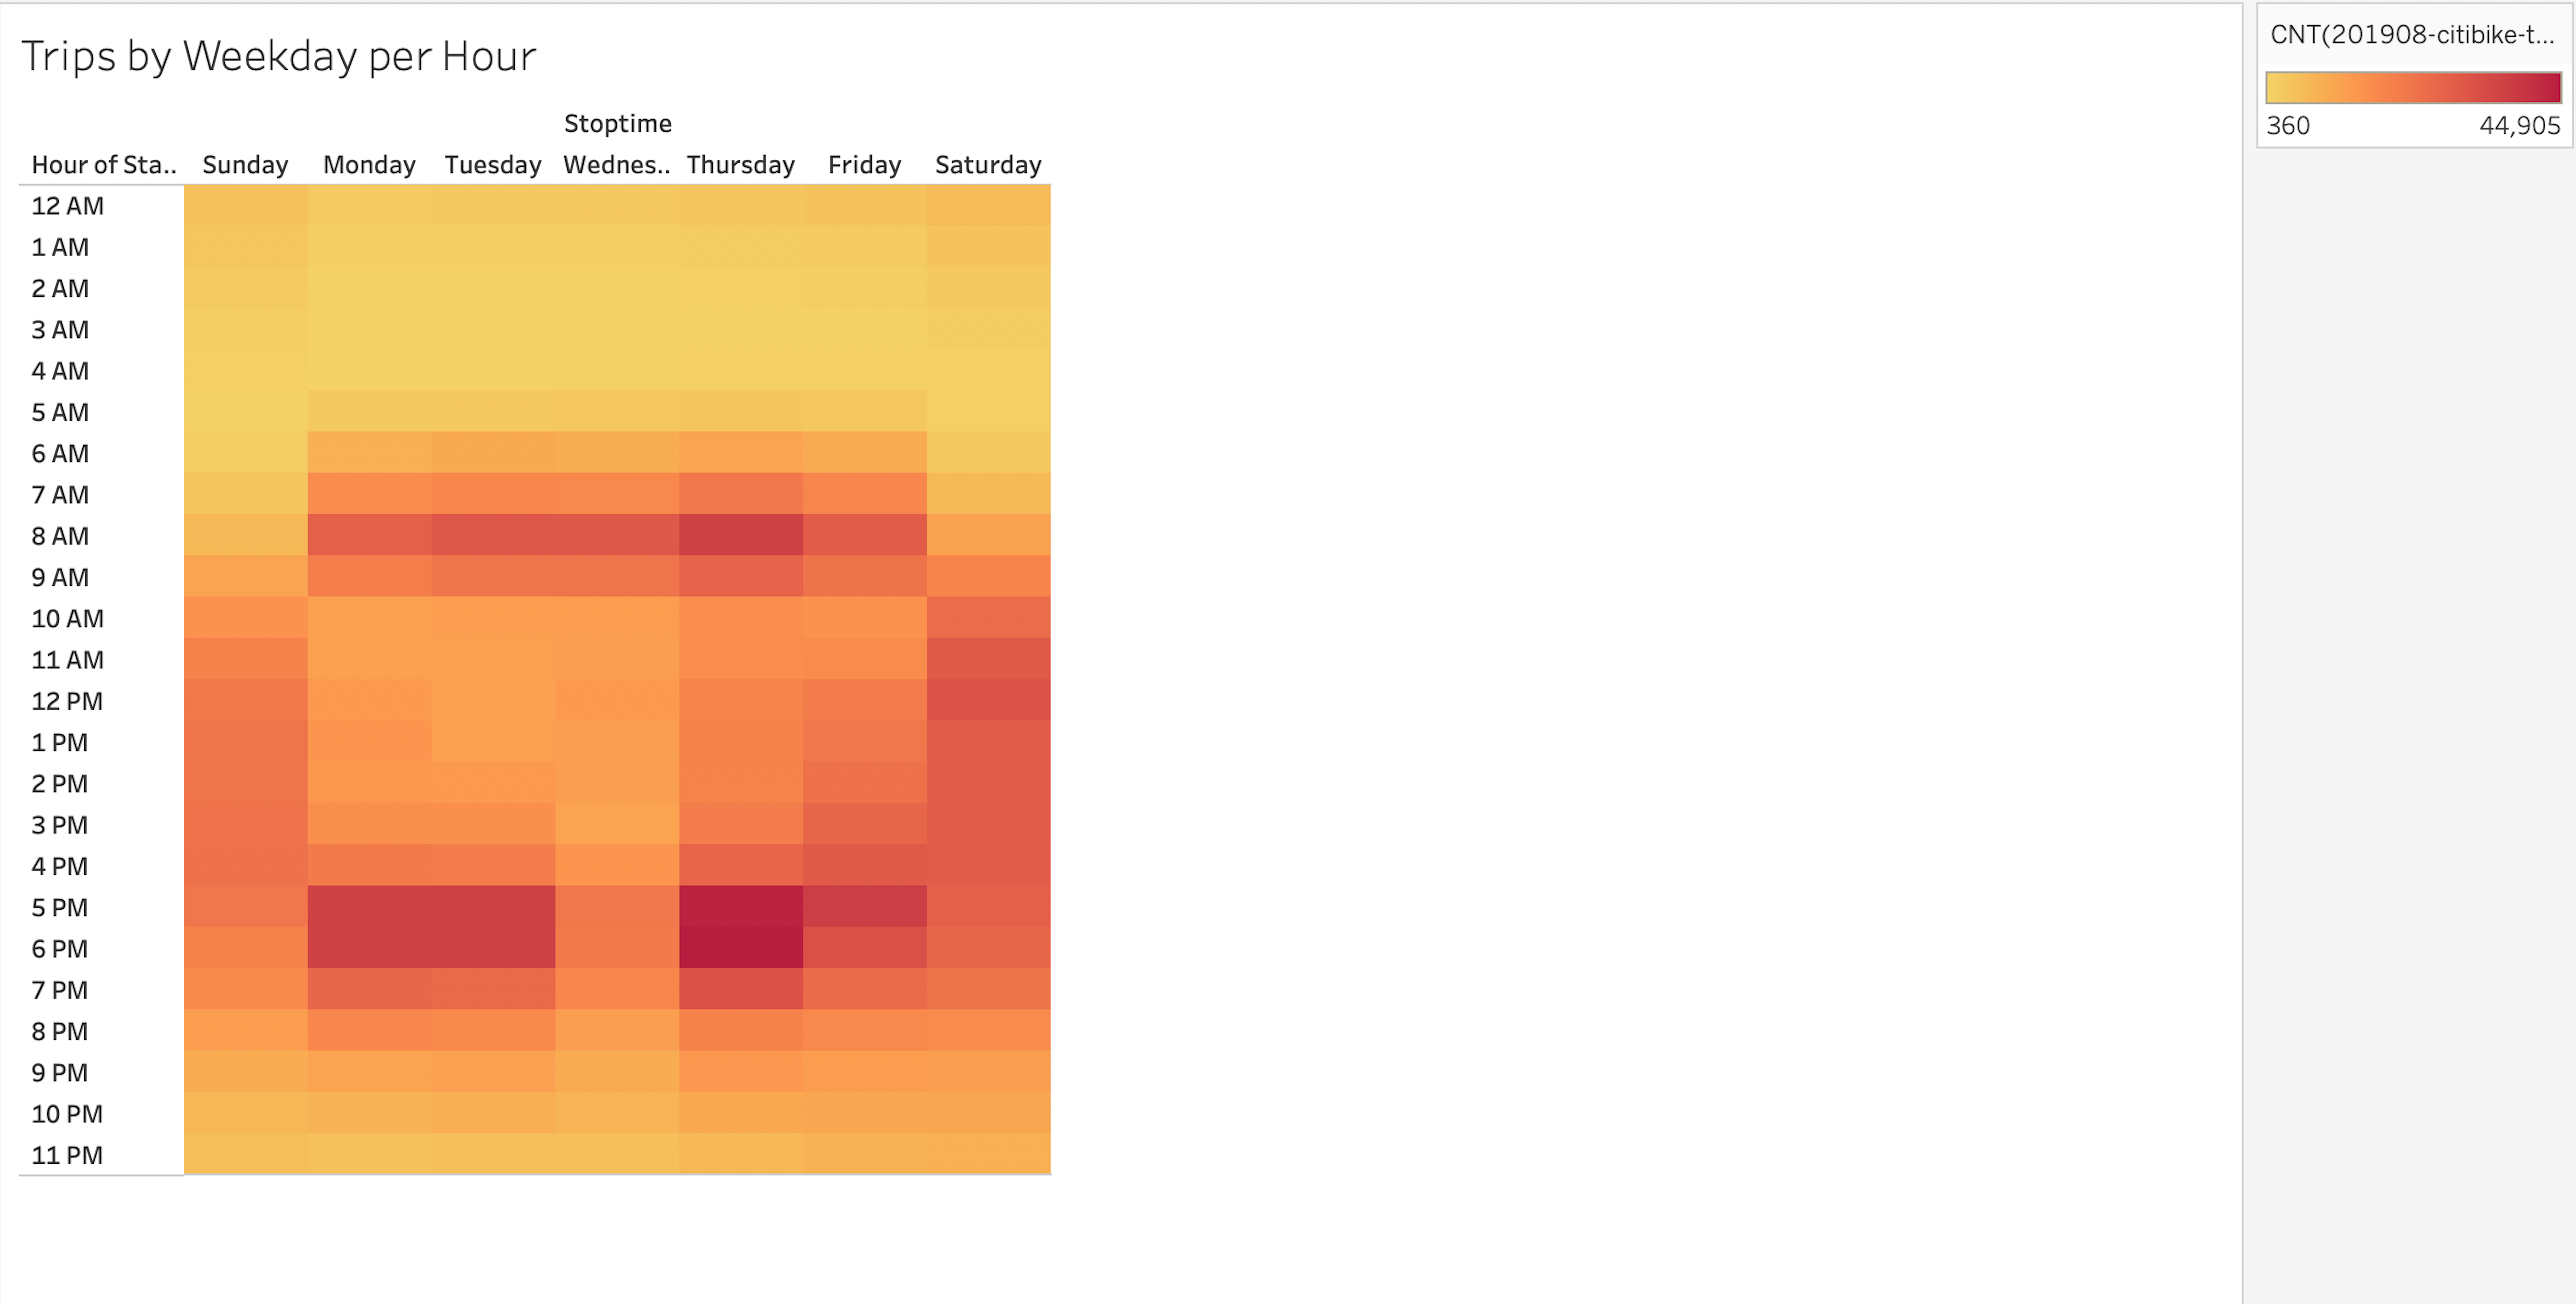 Trips by Weekday per Hour
CNT(201908-citibike-t...
360 44,905
Stoptime
Hour of Sta.. Sunday Monday Tuesday Wednes.. Thursday Friday Saturday
12 AM
1 AM
2 AM
3 AM
4 AM
5 AM
6 AM
7 AM
8 AM
9 AM
10 AM
11 AM
12 PM
1 PM
2 PM
3 PM
4 PM
5 PM
6 PM
7 PM
8 PM
9 PM
10 PM
11 PM